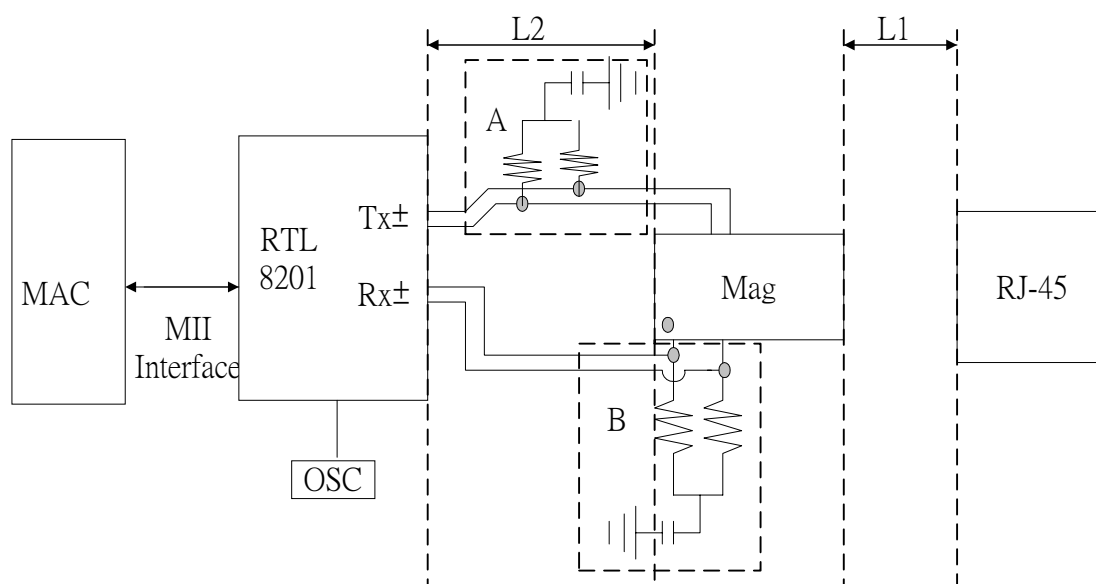 L2
L1
A
Tx±
RTL
8201
Rx±
MAC
MII
Interface
Mag
RJ-45
B
OSC